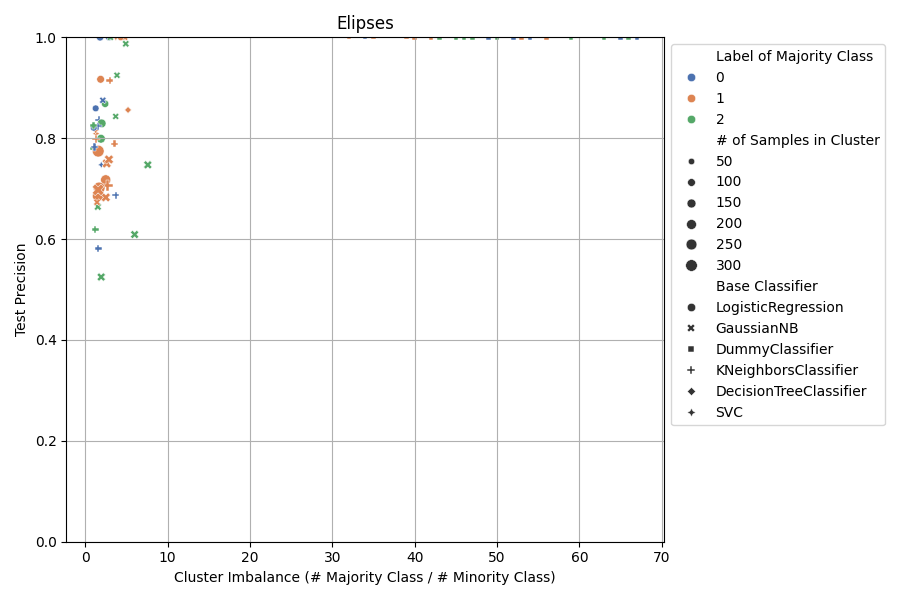 Elipses
1.0
0.8
0.6
0.4
0.2
0.0
Test Precision
0
10
20
30
40
50
60
70
Cluster Imbalance (# Majority Class / # Minority Class)
Label of Majority Class
0
1
2
# of Samples in Cluster
50
100
150
200
250
300
Base Classifier
LogisticRegression
GaussianNB
DummyClassifier
KNeighborsClassifier
DecisionTreeClassifier
SVC